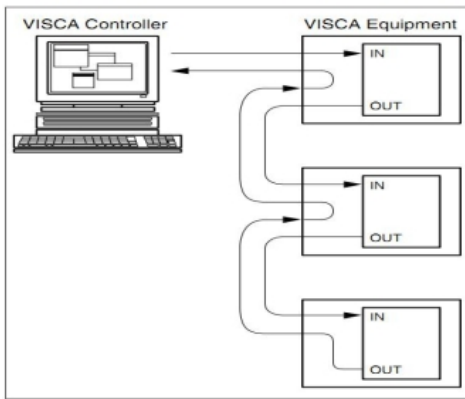 VISCA Controller
VISCA Equipment
IN
OUT
IN
OUT
IN
OUT